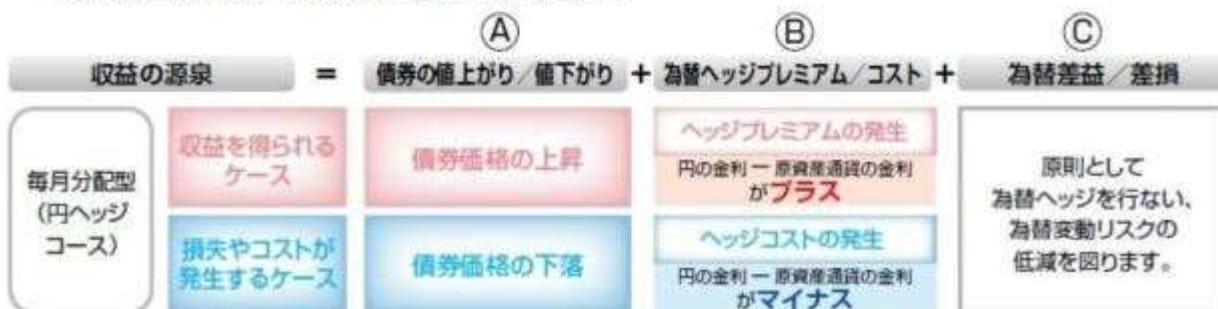 Ⓐ Ⓑ Ⓒ
収益の源泉 = 債券の値上がり/値下がり + 為替ヘッジプレミアム/コスト + 為替差益/差損
毎月分配型
(円ヘッジ
コース)
収益を得られる
ケース
債券価格の上昇
ヘッジプレミアムの発生
円の金利 ー 原資産通貨の金利
がプラス
損失やコストが
発生するケース
債券価格の下落
ヘッジコストの発生
円の金利 ー 原資産通貨の金利
がマイナス
原則として
為替ヘッジを行ない、
為替変動リスクの
低減を図ります。